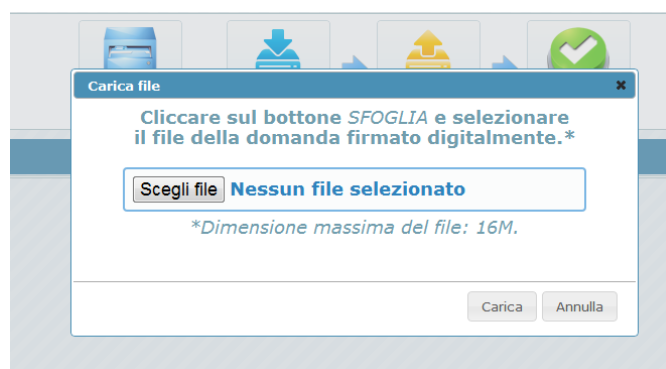 Carica file
Cliccare sul bottone SFOGLIA e selezionare
il file della domanda firmato digitalmente.*
Scegli file Nessun file selezionato
*Dimensione massima del file: 16M.
Carica Annulla